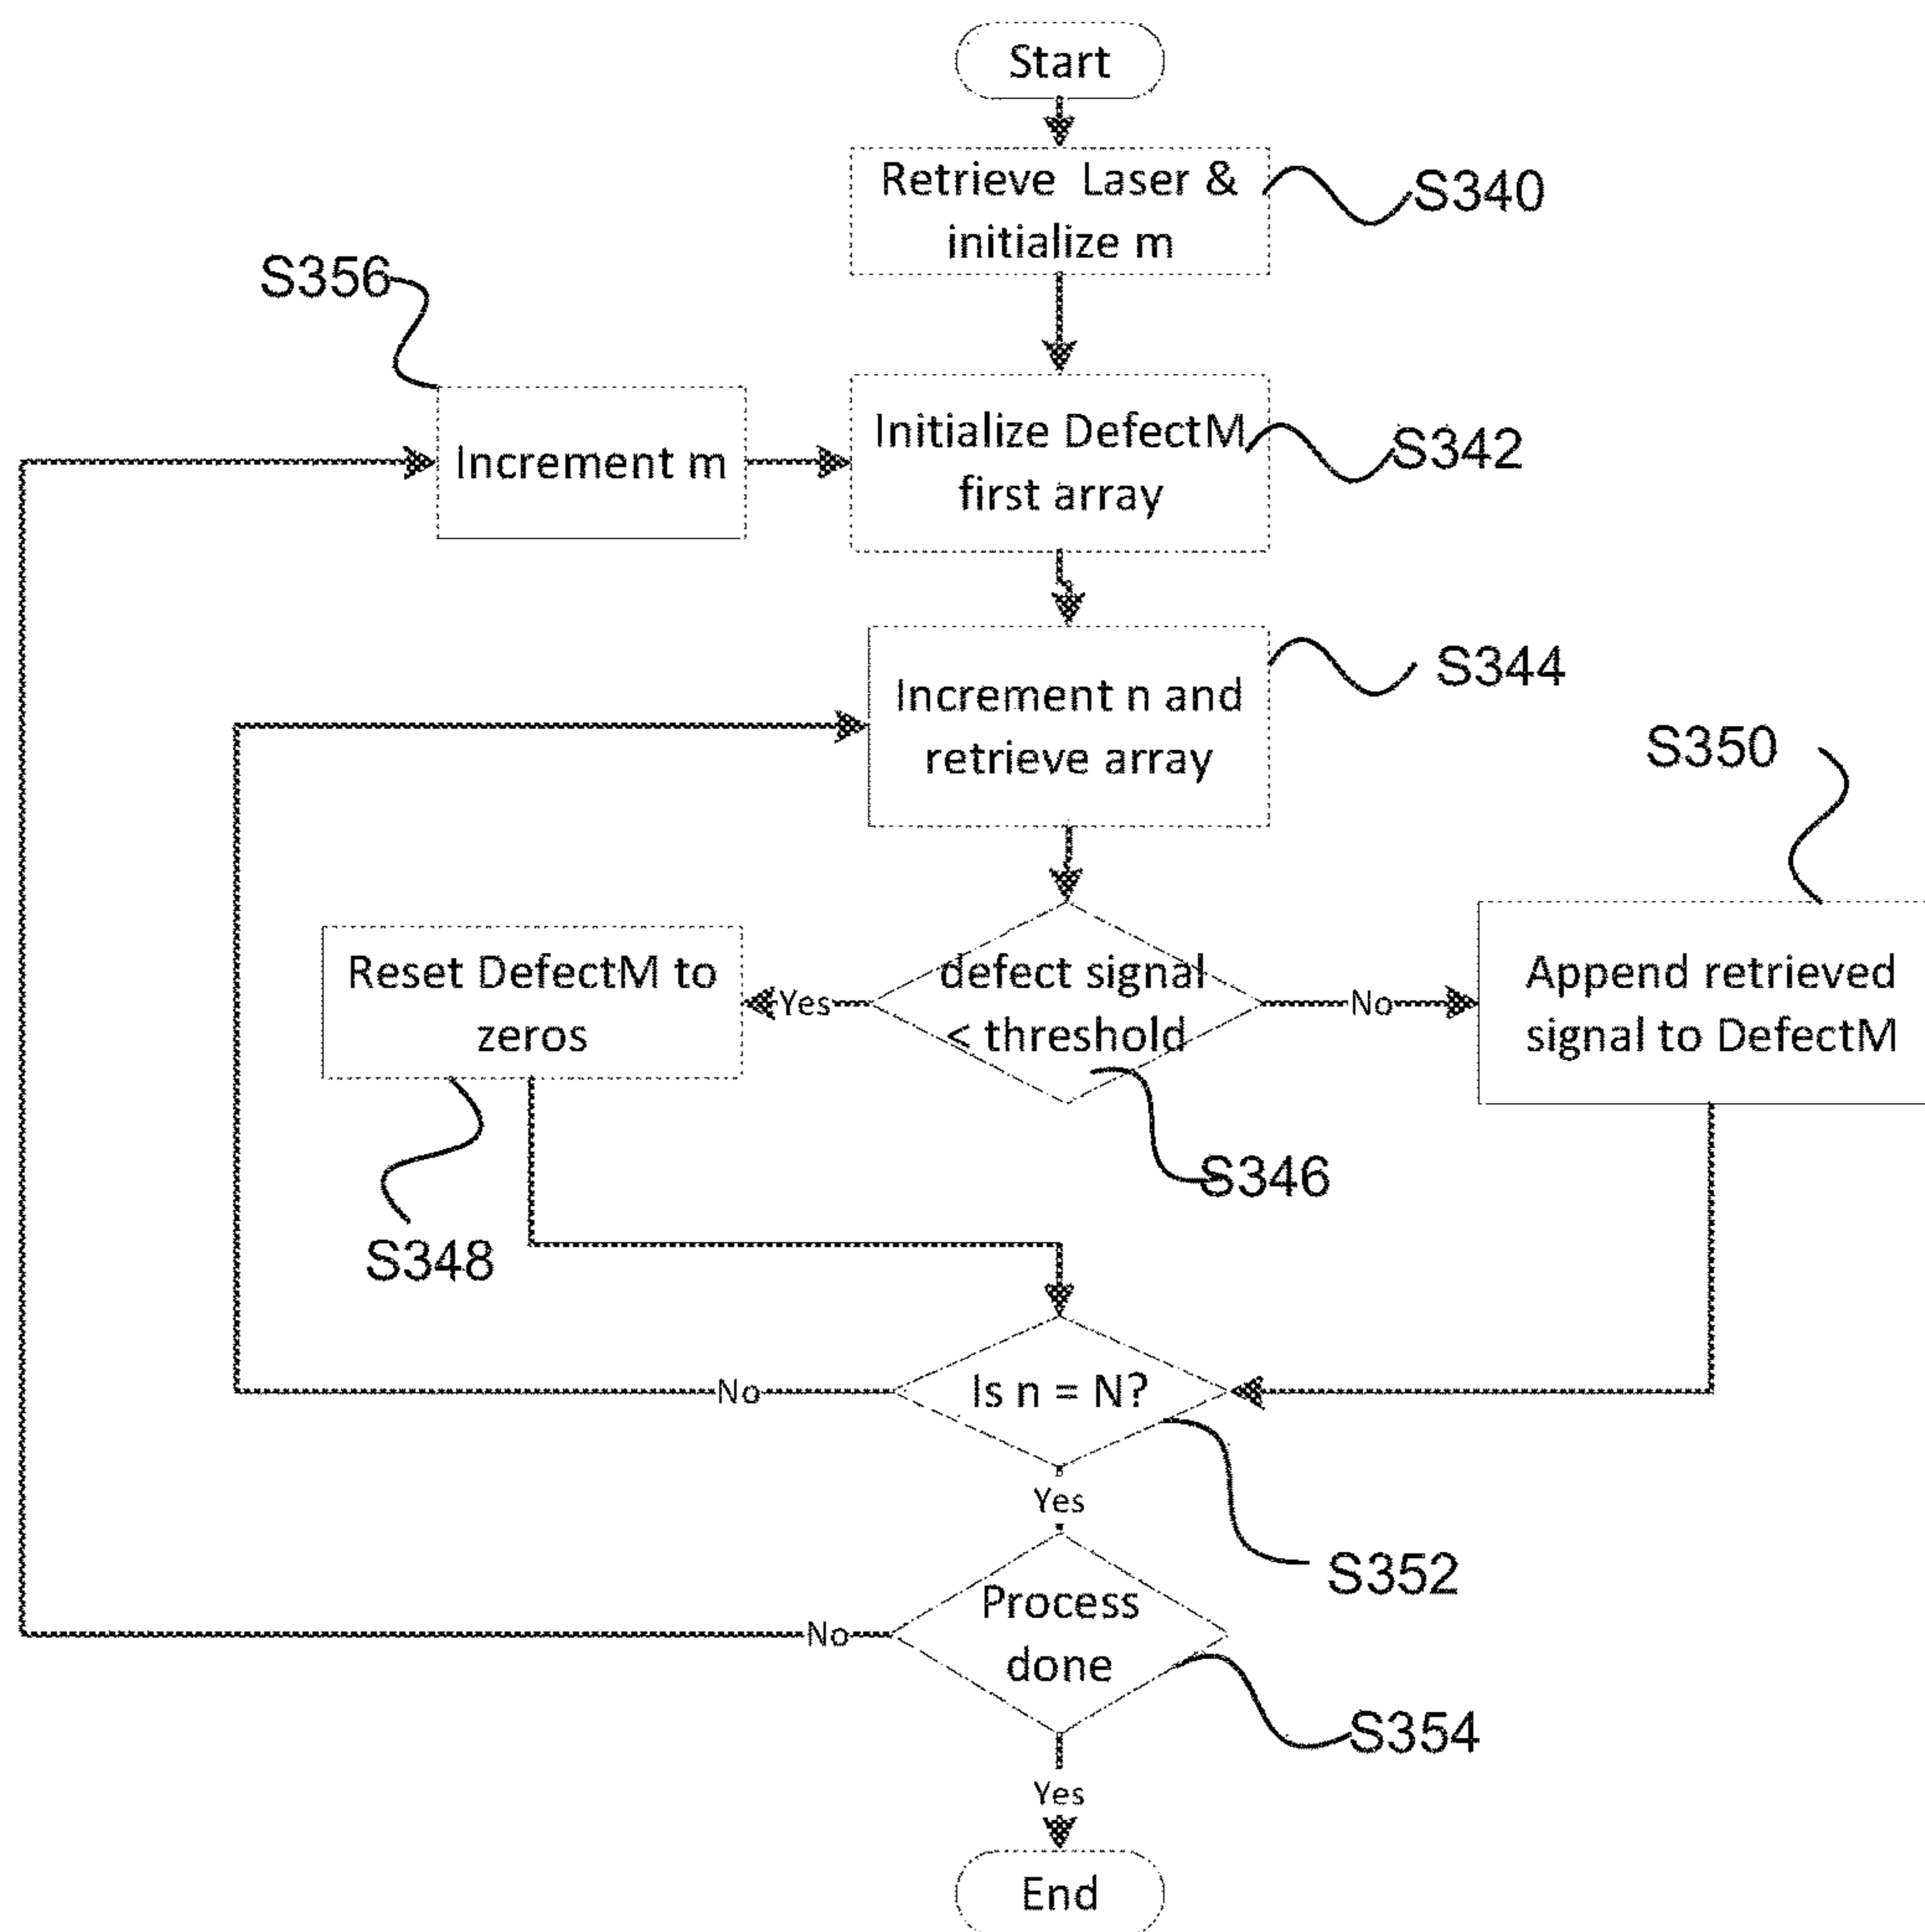 Start
Retrieve Laser &
initialize m
S340
S356
Increment m
Initialize DefectM
first array
S342
Increment n and
retrieve array
S344
S350
Reset DefectM to
zeros
Yes
defect signal
< threshold
No
Append retrieved
signal to DefectM
S346
S348
No
Is n = N?
Yes
S352
Process
done
No
S354
Yes
End